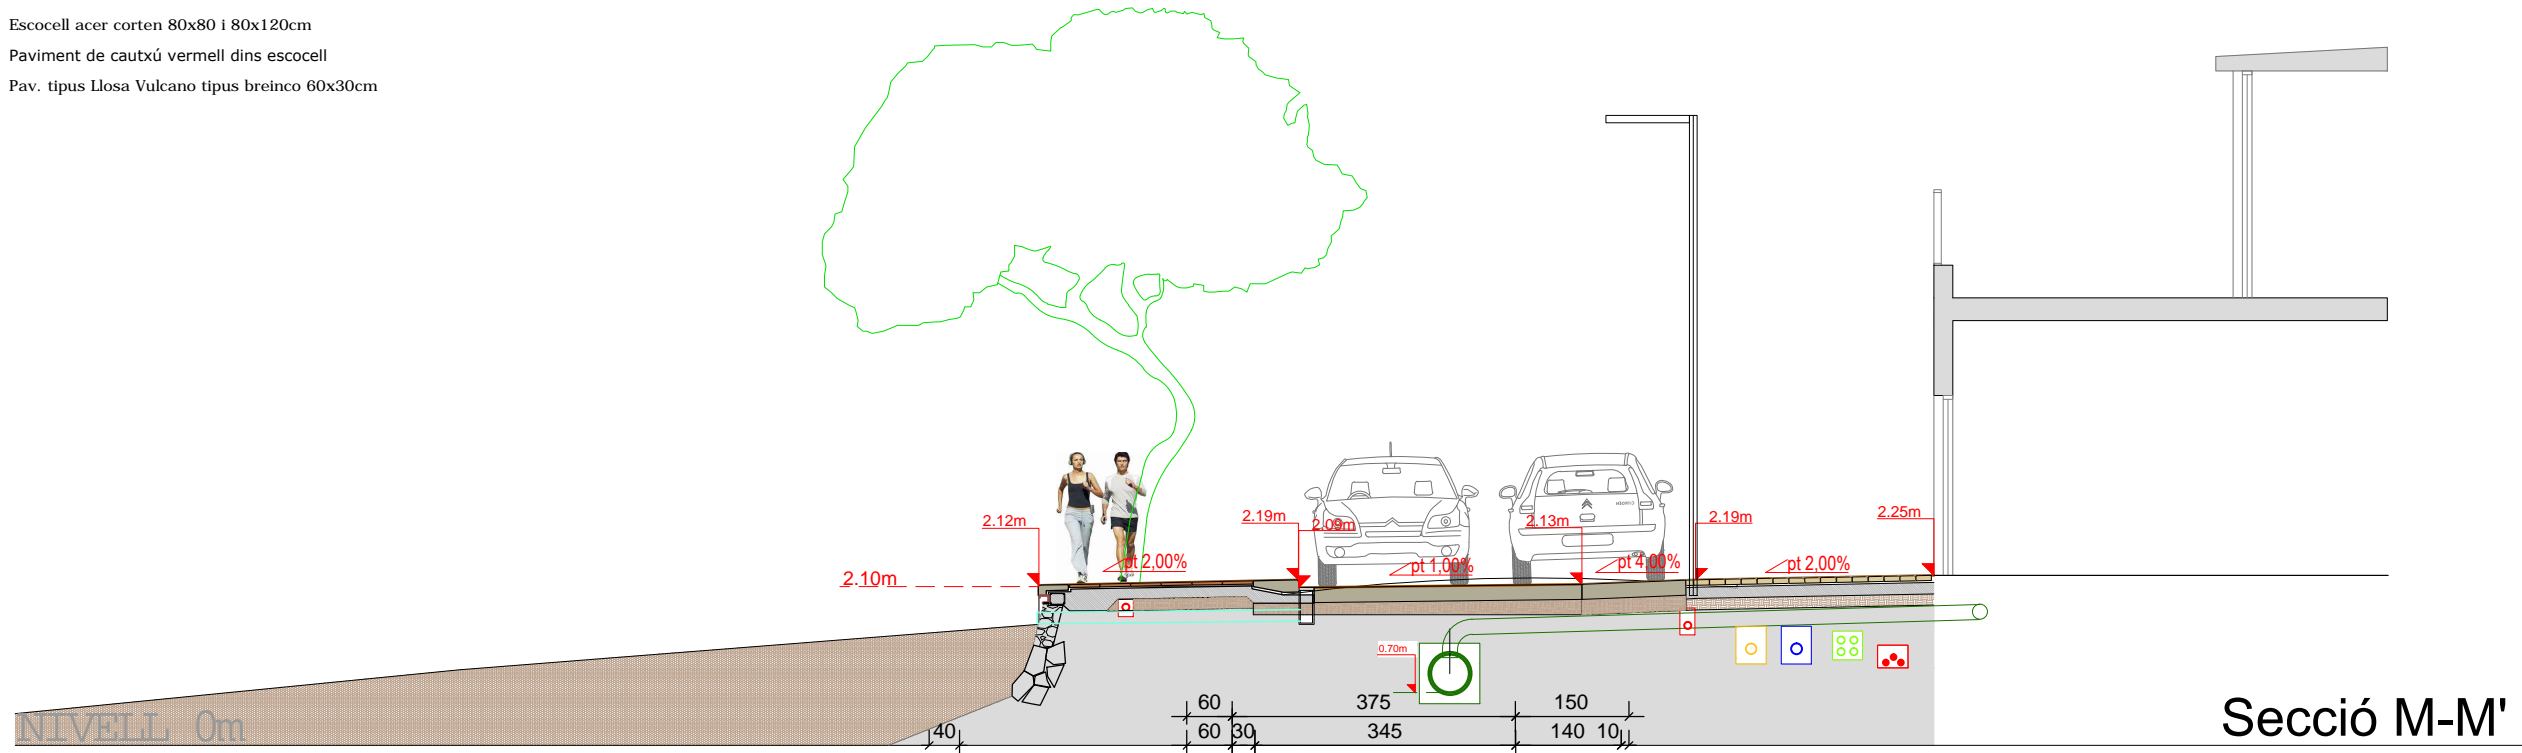 Escocell acer corten 80x80 i 80x120cm
Paviment de cautxú vermell dins escocell
Pav. tipus Llosa Vulcano tipus breinco 60x30cm
2.12m
2.19m
2.09m
2.13m
2.19m
2.25m
2.10m
pt 2,00%
pt 1,00%
pt 4,00%
pt 2,00%
0.70m
60 375 150
40 60 30 345 140 10
NIVELL 0m
Secció M-M'